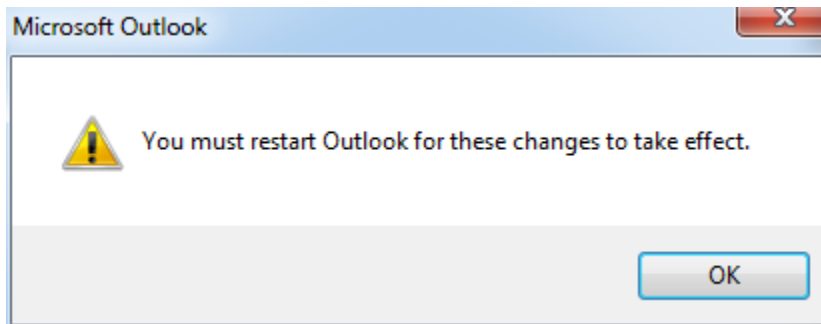 Microsoft Outlook
You must restart Outlook for these changes to take effect.
OK